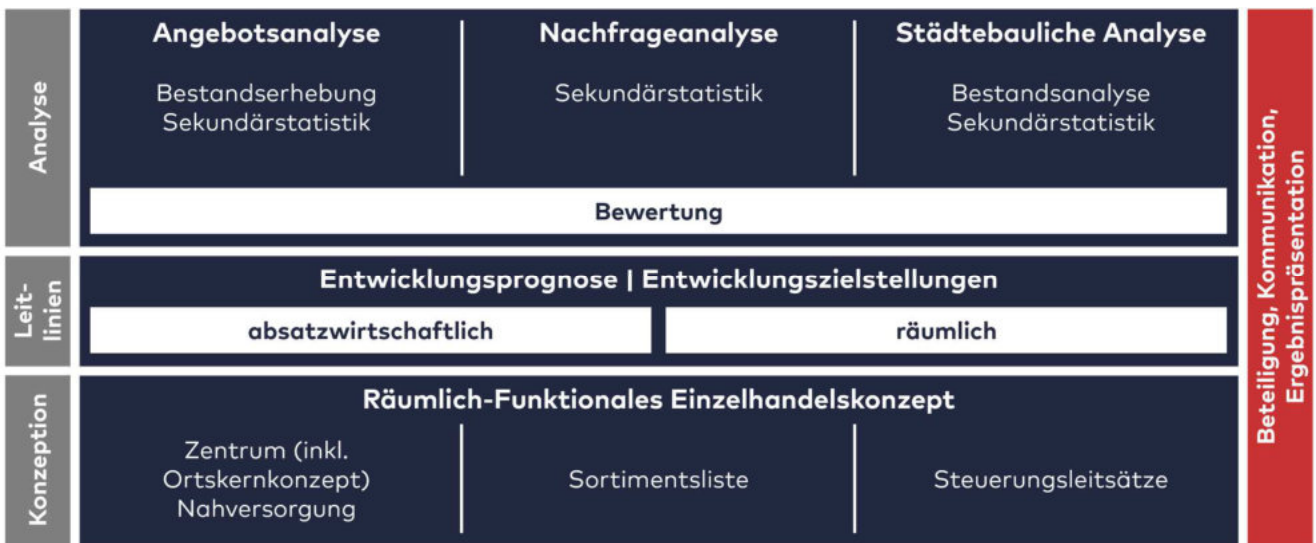 Analyse
Angebotsanalyse
Bestandserhebung
Sekundärstatistik
Nachfrageanalyse
Sekundärstatistik
Städtebauliche Analyse
Bestandsanalyse
Sekundärstatistik
Bewertung
Leit-
linien
Entwicklungsprognose | Entwicklungszielstellungen
absatzwirtschaftlich
räumlich
Konzeption
Räumlich-Funktionales Einzelhandelskonzept
Zentrum (inkl.
Ortskernkonzept)
Nahversorgung
Sortimentsliste
Steuerungsleitsätze
Beteiligung, Kommunikation,
Ergebnispräsentation